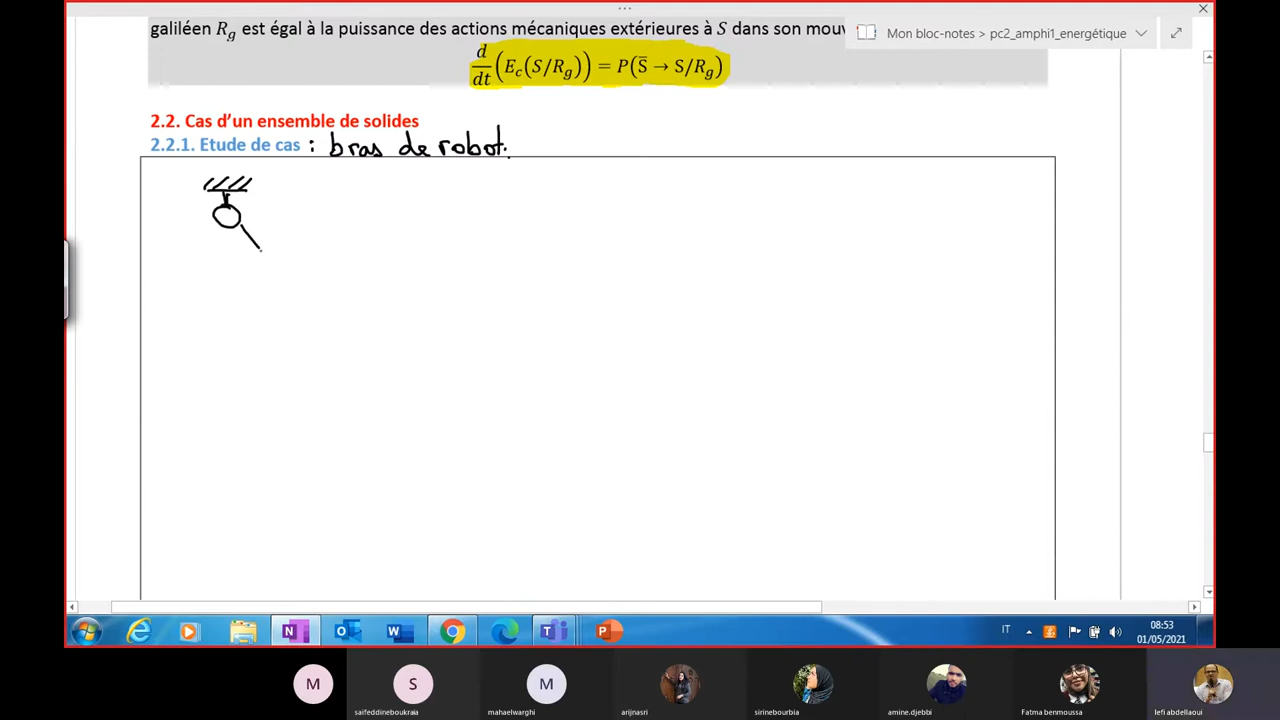 galiléen Rg est égal à la puissance des actions mécaniques extérieures à S dans son mouv
Mon bloc-notes > pc2_amphi1_energétique
d/dt (Ec(S/Rg)) = P(S̅ → S/Rg)
2.2. Cas d'un ensemble de solides
2.2.1. Etude de cas : bras de robot.
IT
08:53
01/05/2021
M
S
M
saifeddineboukraia
mahaelwarghi
arijnasri
sirinebourbia
amine.djebbi
Fatma benmoussa
lefi abdellaoui